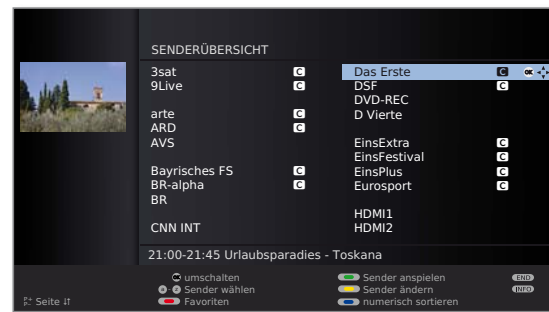 SENDERÜBERSICHT
3sat C
9Live C
arte C
ARD C
AVS
Bayrisches FS C
BR-alpha C
BR
CNN INT
Das Erste C OK
DSF C
DVD-REC
D Vierte
EinsExtra C
EinsFestival C
EinsPlus C
Eurosport C
HDMI1
HDMI2
21:00-21:45 Urlaubsparadies - Toskana
OK umschalten
Sender wählen
Favoriten
Sender anspielen
Sender ändern
numerisch sortieren
END
INFO
P+ P- Seite